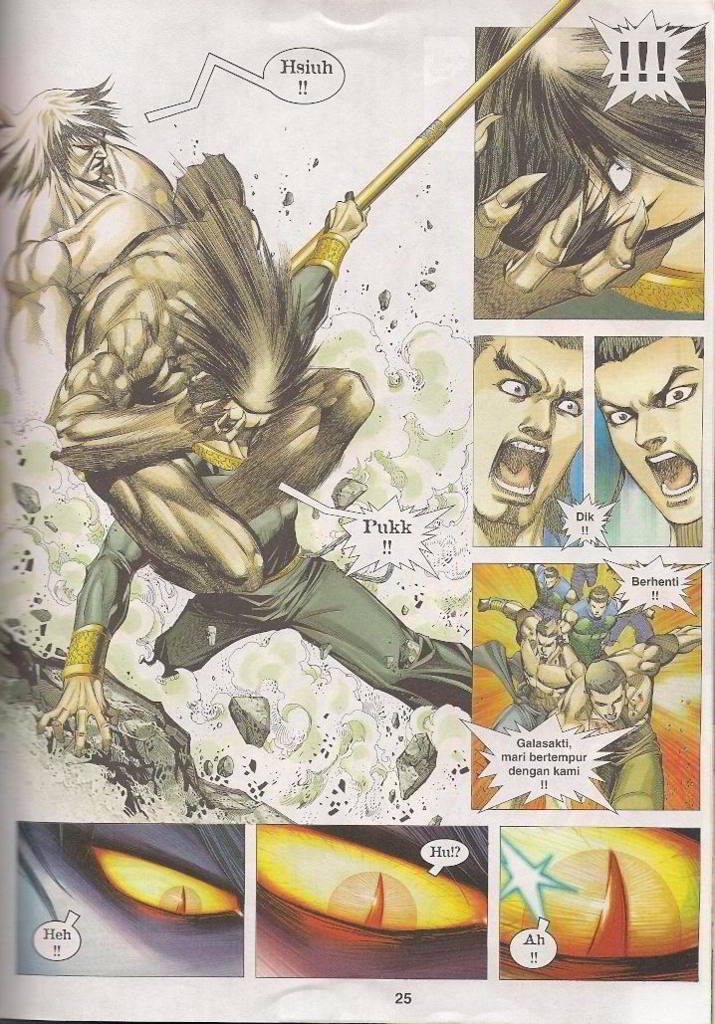 Hsiuh
!!
!!!
Pukk
!!
Dik
!!
Berhenti
!!
Galasakti,
mari bertempur
dengan kami
!!
Heh
!!
Hu!?
Ah
!!
25